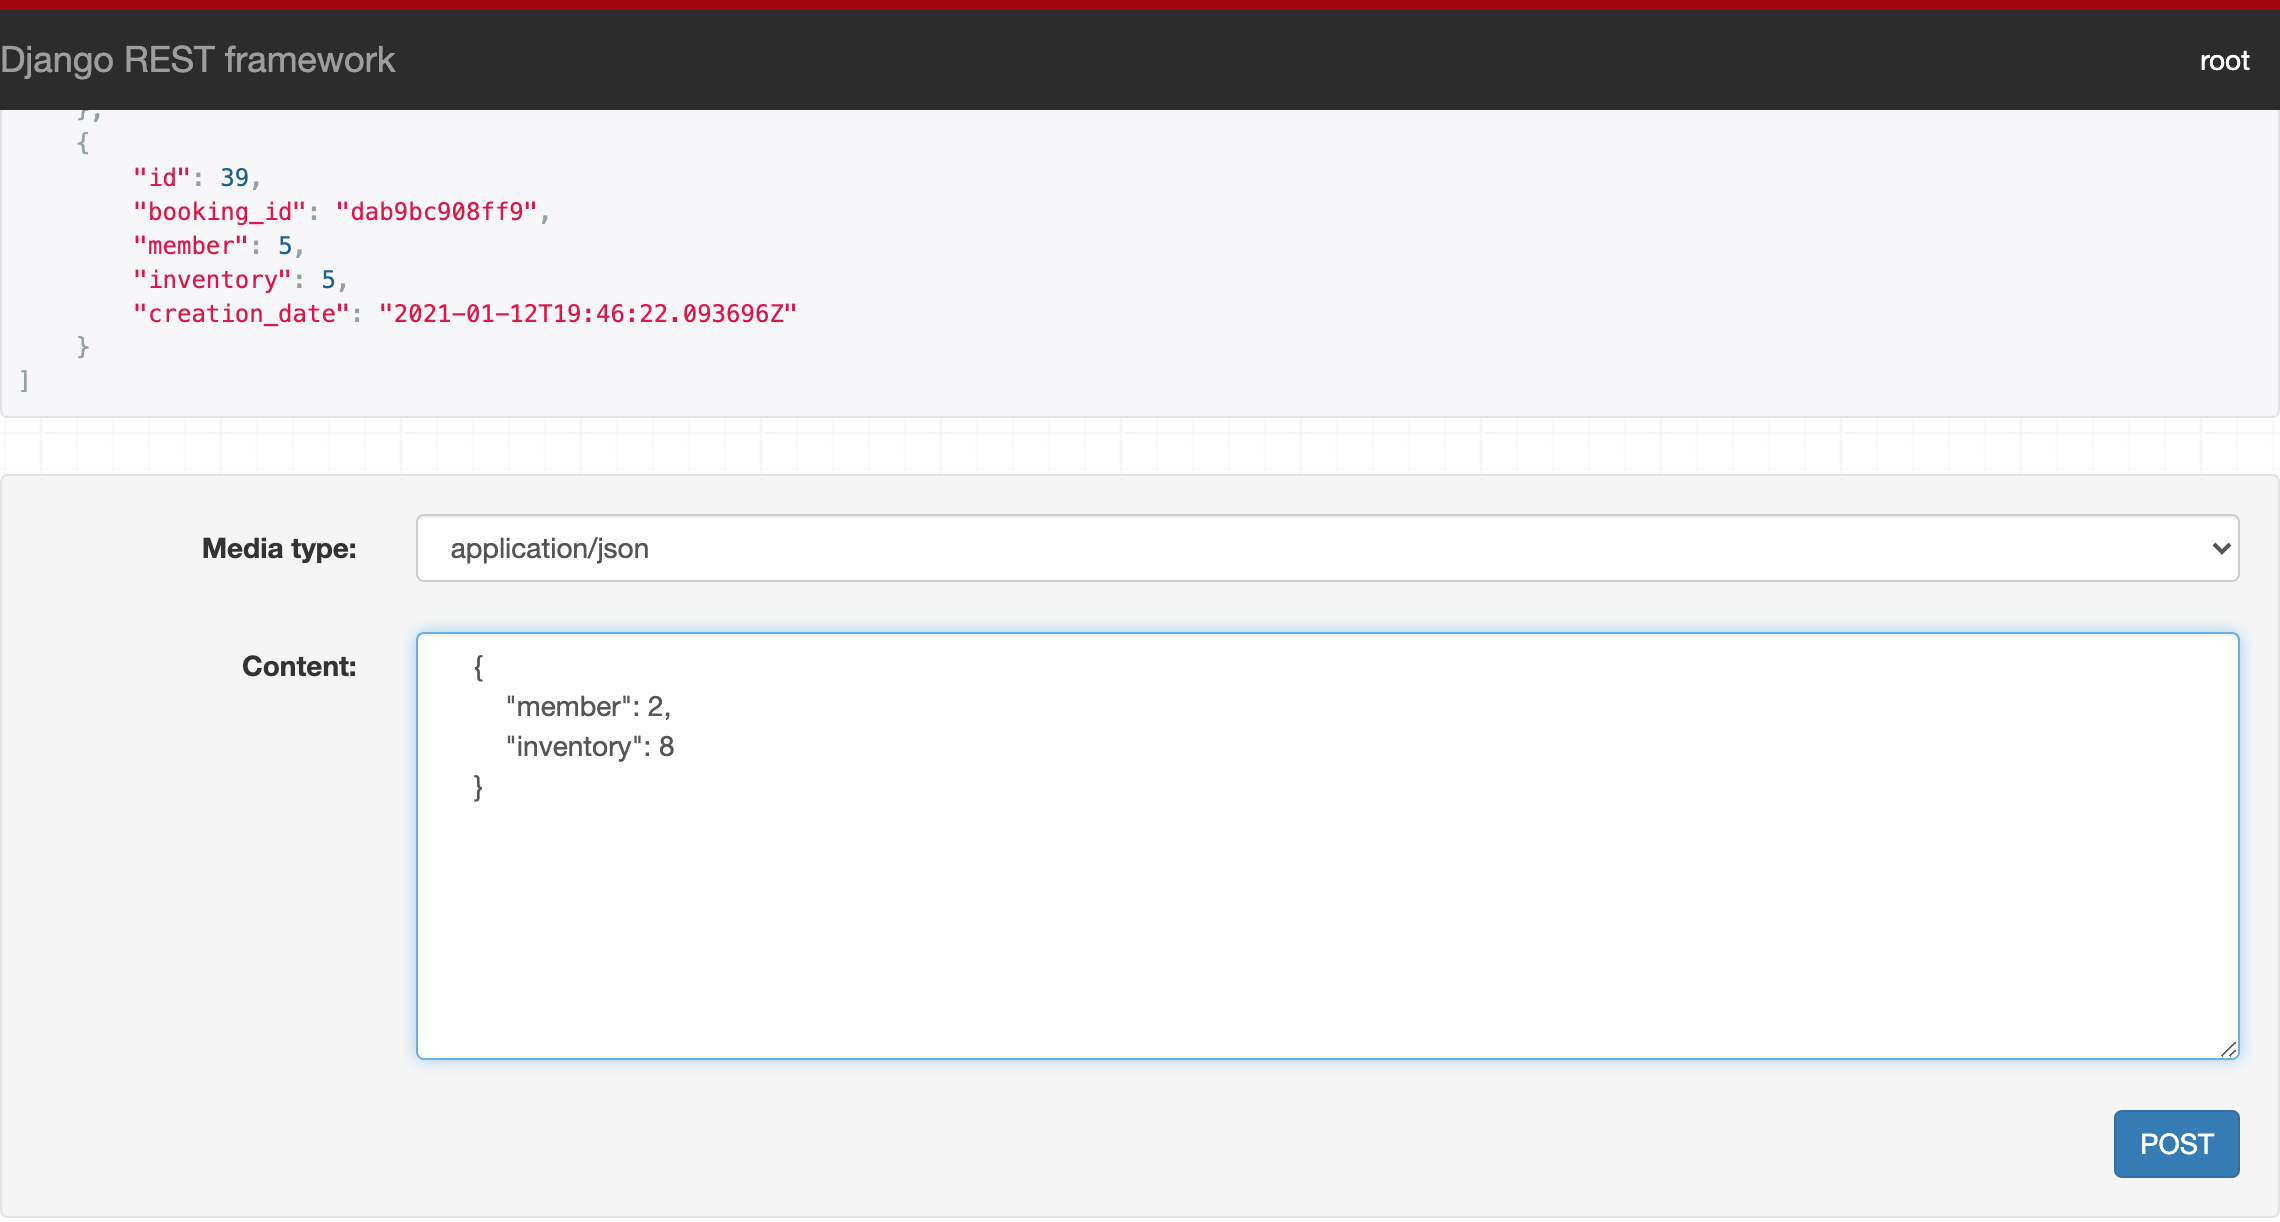 Django REST framework
root
},
{
"id": 39,
"booking_id": "dab9bc908ff9",
"member": 5,
"inventory": 5,
"creation_date": "2021-01-12T19:46:22.093696Z"
}
]
Media type:
application/json
Content:
{
"member": 2,
"inventory": 8
}
POST